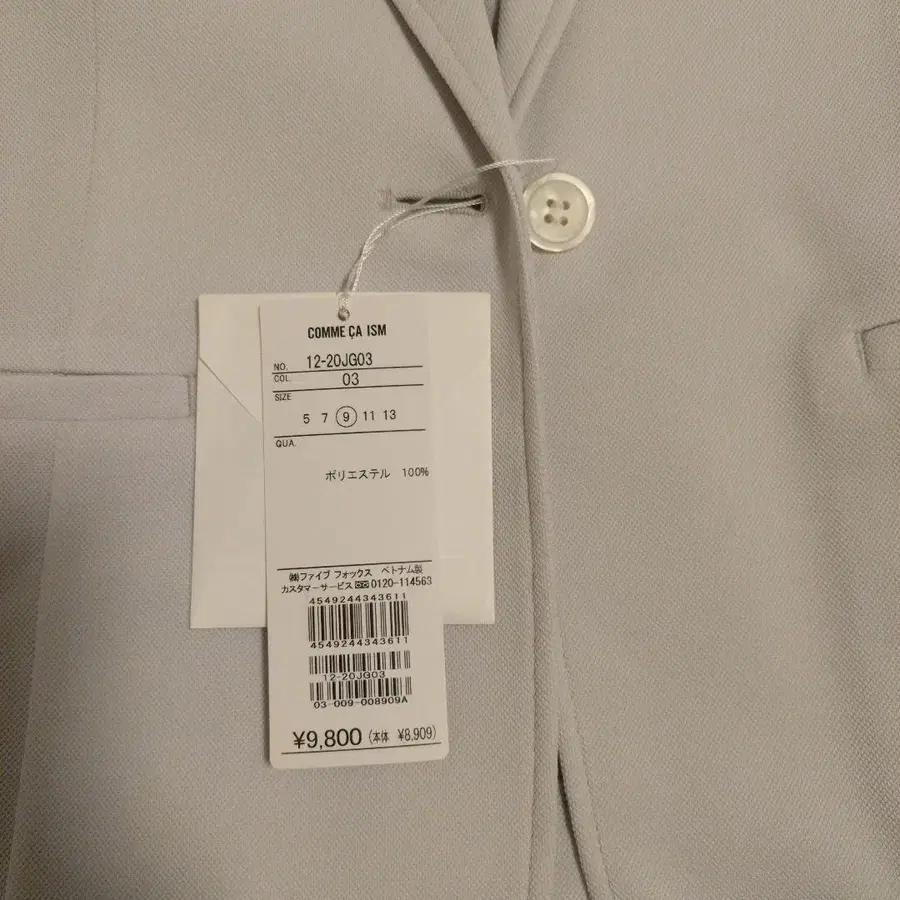 COMME ÇA ISM
NO. 12-20JG03
COL. 03
SIZE
5 7 9 11 13
QUA.
ポリエステル 100%
㈱ファイブ フォックス ベトナム製
カスタマーサービス 0120-114563
4549244343611
4549244343611
12-20JG03
03-009-008909A
¥9,800 (本体 ¥8,909)